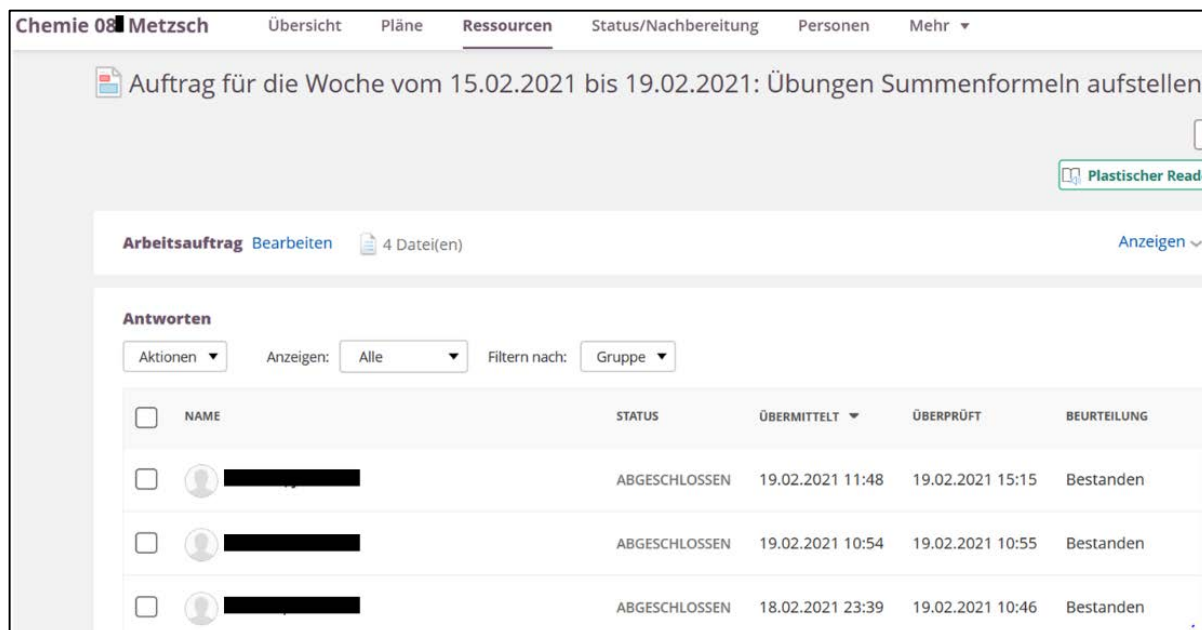 Chemie 08 Metzsch Übersicht Pläne Ressourcen Status/Nachbereitung Personen Mehr
Auftrag für die Woche vom 15.02.2021 bis 19.02.2021: Übungen Summenformeln aufstellen
Plastischer Read
Arbeitsauftrag Bearbeiten 4 Datei(en) Anzeigen
Antworten
Aktionen Anzeigen: Alle Filtern nach: Gruppe
NAME STATUS ÜBERMITTELT ÜBERPRÜFT BEURTEILUNG
ABGESCHLOSSEN 19.02.2021 11:48 19.02.2021 15:15 Bestanden
ABGESCHLOSSEN 19.02.2021 10:54 19.02.2021 10:55 Bestanden
ABGESCHLOSSEN 18.02.2021 23:39 19.02.2021 10:46 Bestanden